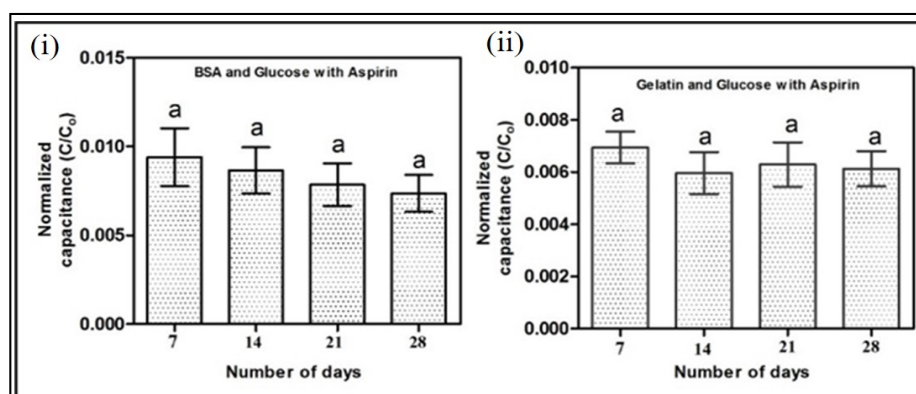 (i)
BSA and Glucose with Aspirin
Normalized
capacitance (C/Co)
0.015
0.010
0.005
0.000
a
a
a
a
7
14
21
28
Number of days
(ii)
Gelatin and Glucose with Aspirin
Normalized
capacitance (C/Co)
0.010
0.008
0.006
0.004
0.002
0.000
a
a
a
a
7
14
21
28
Number of days